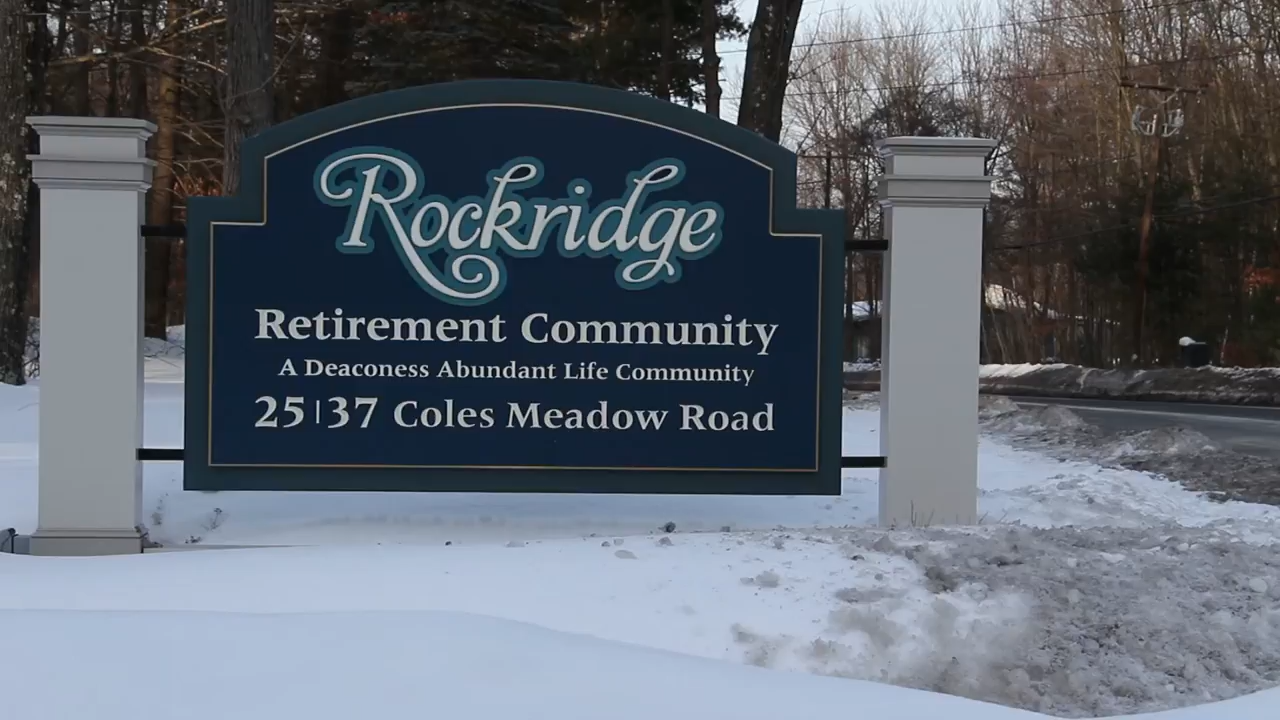 Rockridge
Retirement Community
A Deaconess Abundant Life Community
25|37 Coles Meadow Road